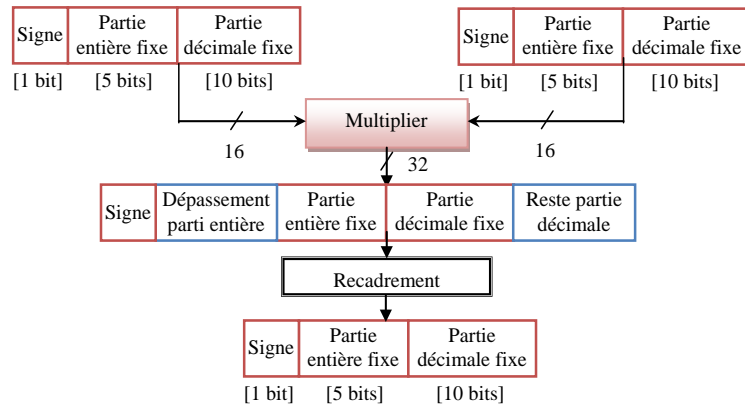 Signe
Partie
entière fixe
Partie
décimale fixe
[1 bit]
[5 bits]
[10 bits]
Signe
Partie
entière fixe
Partie
décimale fixe
[1 bit]
[5 bits]
[10 bits]
Multiplier
16
16
32
Signe
Dépassement
parti entière
Partie
entière fixe
Partie
décimale fixe
Reste partie
décimale
Recadrement
Signe
Partie
entière fixe
Partie
décimale fixe
[1 bit]
[5 bits]
[10 bits]